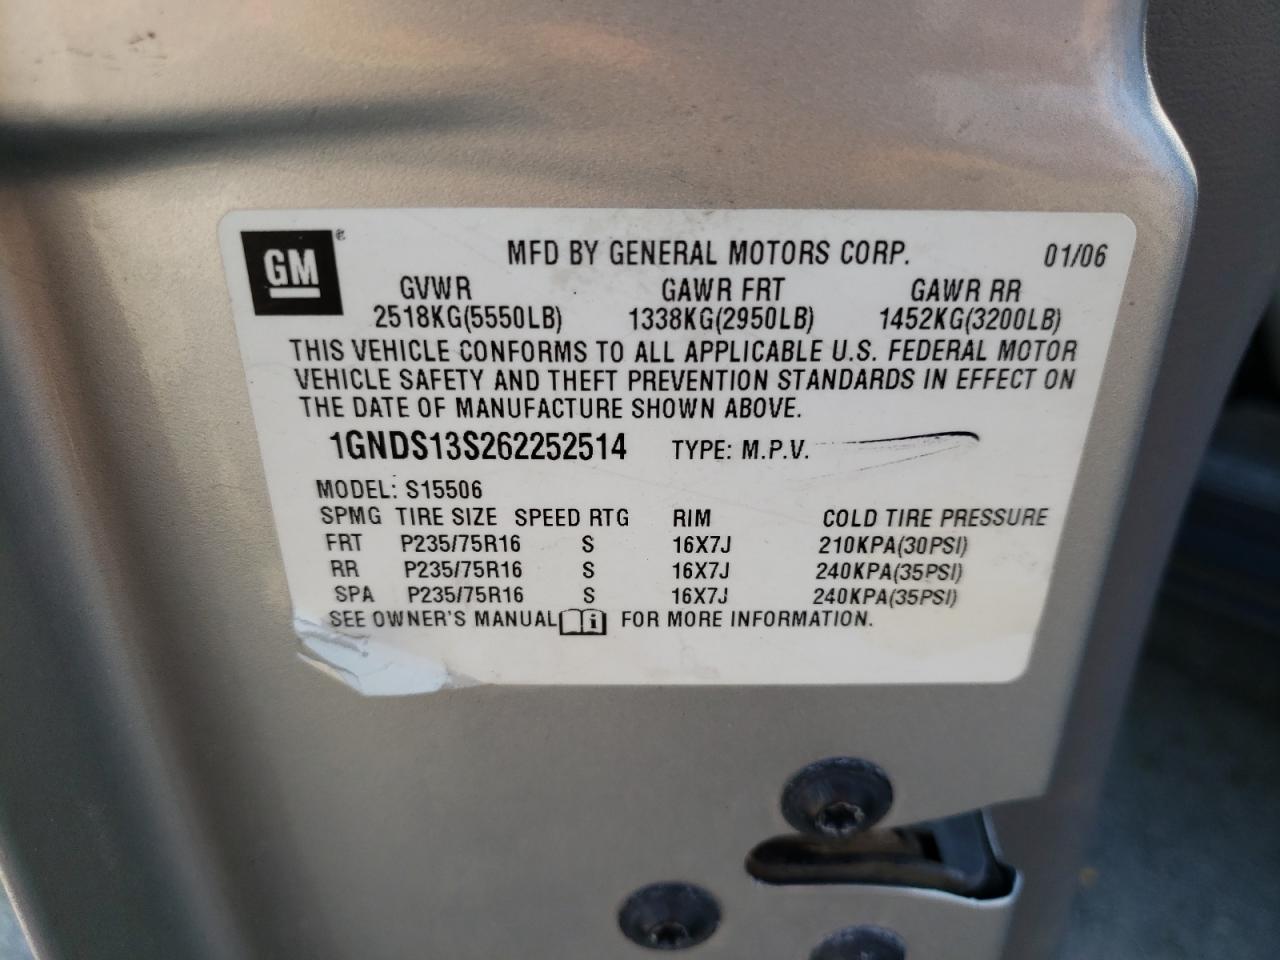 GM ®
MFD BY GENERAL MOTORS CORP. 01/06
GVWR GAWR FRT GAWR RR
2518KG(5550LB) 1338KG(2950LB) 1452KG(3200LB)
THIS VEHICLE CONFORMS TO ALL APPLICABLE U.S. FEDERAL MOTOR
VEHICLE SAFETY AND THEFT PREVENTION STANDARDS IN EFFECT ON
THE DATE OF MANUFACTURE SHOWN ABOVE.
1GNDS13S262252514 TYPE: M.P.V.
MODEL: S15506
SPMG TIRE SIZE SPEED RTG RIM COLD TIRE PRESSURE
FRT P235/75R16 S 16X7J 210KPA(30PSI)
RR P235/75R16 S 16X7J 240KPA(35PSI)
SPA P235/75R16 S 16X7J 240KPA(35PSI)
SEE OWNER'S MANUAL i FOR MORE INFORMATION.